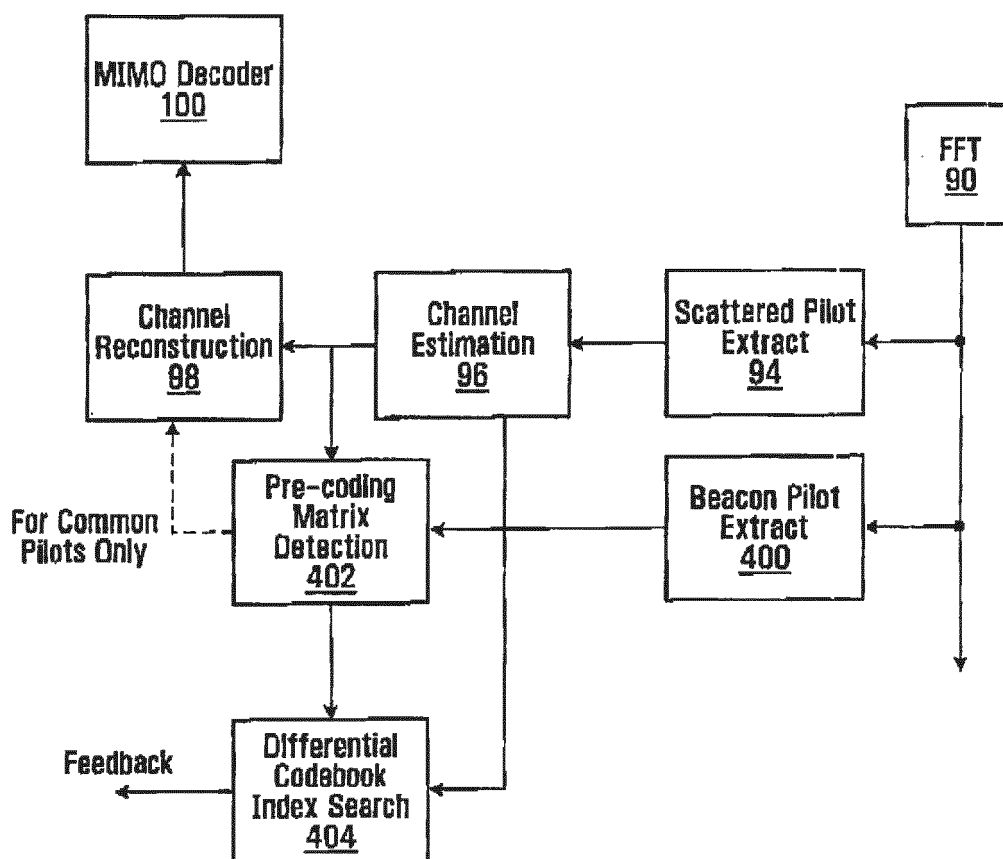 MIMO Decoder
100
FFT
90
Channel
Reconstruction
98
Channel
Estimation
96
Scattered Pilot
Extract
94
For Common
Pilots Only
Pre-coding
Matrix
Detection
402
Beacon Pilot
Extract
400
Feedback
Differential
Codebook
Index Search
404